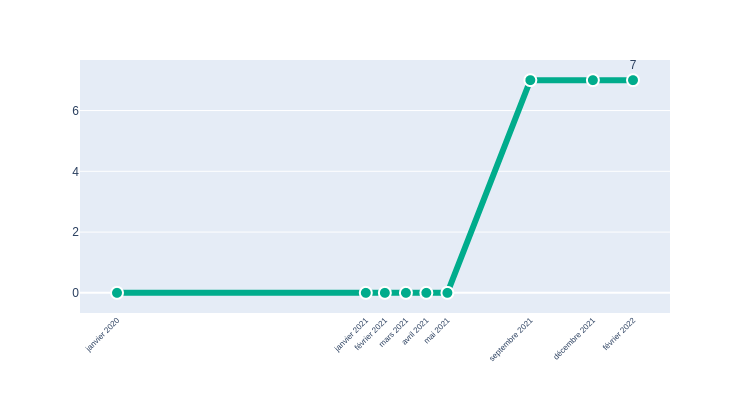 7
6
4
2
0
janvier 2020
janvier 2021
février 2021
mars 2021
avril 2021
mai 2021
septembre 2021
décembre 2021
février 2022